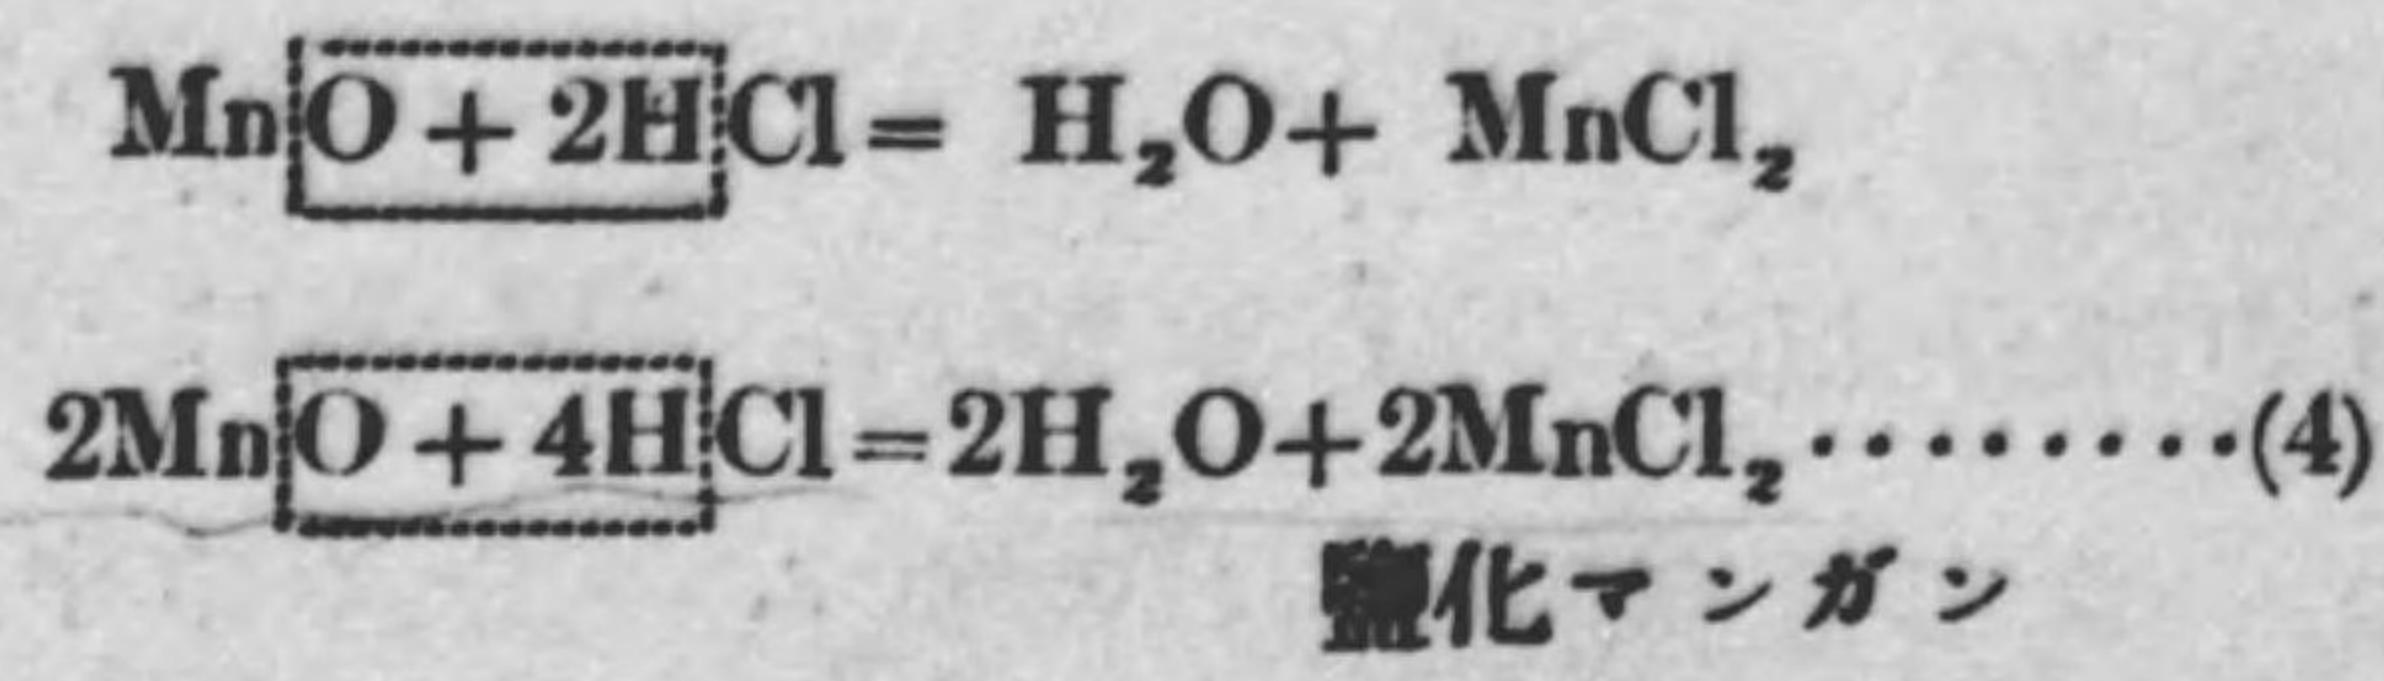 MnO + 2HCl = H₂O + MnCl₂
2MnO + 4HCl = 2H₂O + 2MnCl₂ ·········(4)
鹽化マンガン